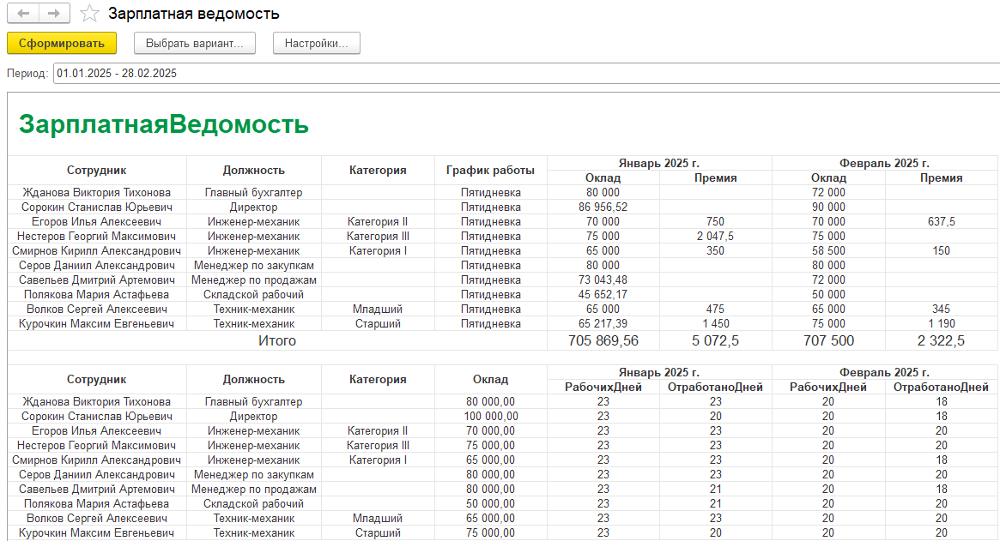 Зарплатная ведомость
Сформировать Выбрать вариант... Настройки...
Период: 01.01.2025 - 28.02.2025
ЗарплатнаяВедомость
Сотрудник Должность Категория График работы Январь 2025 г. Февраль 2025 г.
Оклад Премия Оклад Премия
Жданова Виктория Тихонова Главный бухгалтер Пятидневка 80 000 72 000
Сорокин Станислав Юрьевич Директор Пятидневка 86 956,52 90 000
Егоров Илья Алексеевич Инженер-механик Категория II Пятидневка 70 000 750 70 000 637,5
Нестеров Георгий Максимович Инженер-механик Категория III Пятидневка 75 000 2 047,5 75 000
Смирнов Кирилл Александрович Инженер-механик Категория I Пятидневка 65 000 350 58 500 150
Серов Даниил Александрович Менеджер по закупкам Пятидневка 80 000 80 000
Савельев Дмитрий Артемович Менеджер по продажам Пятидневка 73 043,48 72 000
Полякова Мария Астафьева Складской рабочий Пятидневка 45 652,17 50 000
Волков Сергей Алексеевич Техник-механик Младший Пятидневка 65 000 475 65 000 345
Курочкин Максим Евгеньевич Техник-механик Старший Пятидневка 65 217,39 1 450 75 000 1 190
Итого 705 869,56 5 072,5 707 500 2 322,5
Сотрудник Должность Категория Оклад Январь 2025 г. Февраль 2025 г.
РабочихДней ОтработаноДней РабочихДней ОтработаноДней
Жданова Виктория Тихонова Главный бухгалтер 80 000,00 23 23 20 18
Сорокин Станислав Юрьевич Директор 100 000,00 23 20 20 18
Егоров Илья Алексеевич Инженер-механик Категория II 70 000,00 23 23 20 20
Нестеров Георгий Максимович Инженер-механик Категория III 75 000,00 23 23 20 20
Смирнов Кирилл Александрович Инженер-механик Категория I 65 000,00 23 23 20 18
Серов Даниил Александрович Менеджер по закупкам 80 000,00 23 23 20 20
Савельев Дмитрий Артемович Менеджер по продажам 80 000,00 23 21 20 18
Полякова Мария Астафьева Складской рабочий 50 000,00 23 21 20 20
Волков Сергей Алексеевич Техник-механик Младший 65 000,00 23 23 20 20
Курочкин Максим Евгеньевич Техник-механик Старший 75 000,00 23 20 20 20